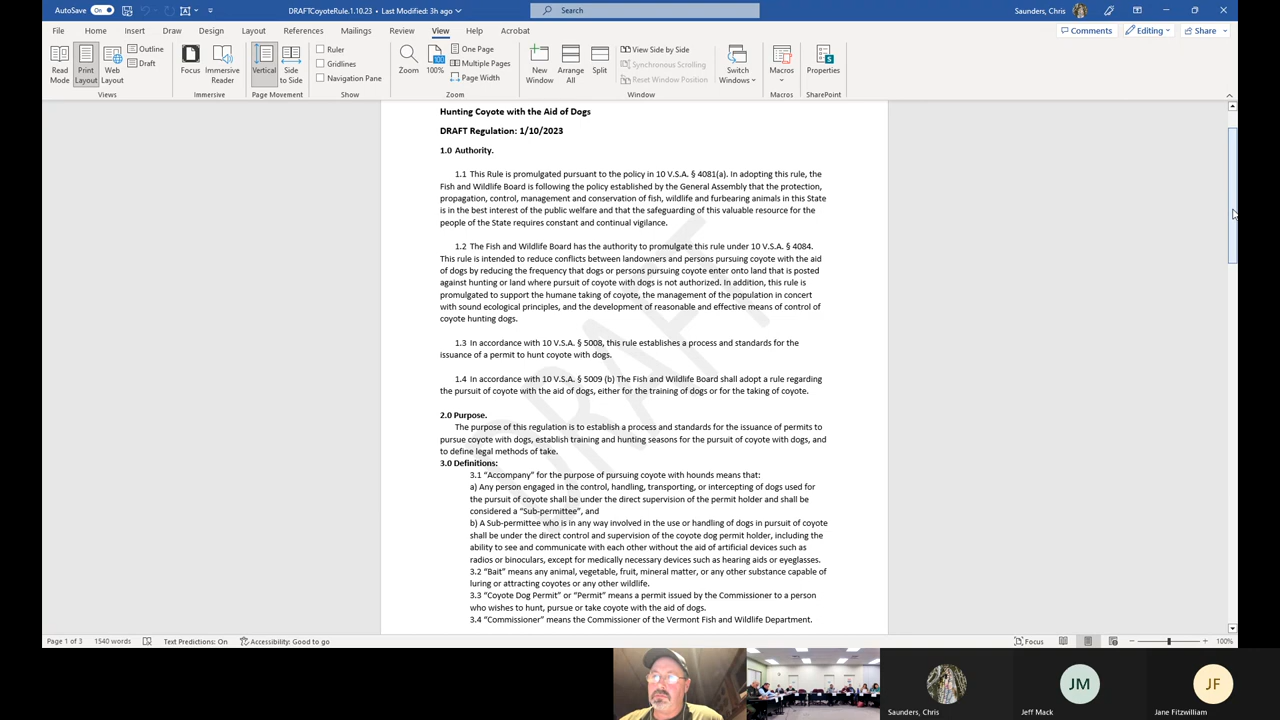 AutoSave On DRAFTCoyoteRule.1.10.23 • Last Modified: 3h ago Search Saunders, Chris
File Home Insert Draw Design Layout References Mailings Review View Help Acrobat Comments Editing Share
Read Mode
Print Layout
Web Layout
Outline
Draft
Views
Focus
Immersive Reader
Immersive
Vertical
Side to Side
Page Movement
Ruler
Gridlines
Navigation Pane
Show
Zoom
100%
One Page
Multiple Pages
Page Width
Zoom
New Window
Arrange All
Split
View Side by Side
Synchronous Scrolling
Reset Window Position
Window
Switch Windows
Macros
Macros
Properties
SharePoint
Hunting Coyote with the Aid of Dogs
DRAFT Regulation: 1/10/2023
1.0 Authority.
1.1 This Rule is promulgated pursuant to the policy in 10 V.S.A. § 4081(a). In adopting this rule, the
Fish and Wildlife Board is following the policy established by the General Assembly that the protection,
propagation, control, management and conservation of fish, wildlife and furbearing animals in this State
is in the best interest of the public welfare and that the safeguarding of this valuable resource for the
people of the State requires constant and continual vigilance.
1.2 The Fish and Wildlife Board has the authority to promulgate this rule under 10 V.S.A. § 4084.
This rule is intended to reduce conflicts between landowners and persons pursuing coyote with the aid
of dogs by reducing the frequency that dogs or persons pursuing coyote enter onto land that is posted
against hunting or land where pursuit of coyote with dogs is not authorized. In addition, this rule is
promulgated to support the humane taking of coyote, the management of the population in concert
with sound ecological principles, and the development of reasonable and effective means of control of
coyote hunting dogs.
1.3 In accordance with 10 V.S.A. § 5008, this rule establishes a process and standards for the
issuance of a permit to hunt coyote with dogs.
1.4 In accordance with 10 V.S.A. § 5009 (b) The Fish and Wildlife Board shall adopt a rule regarding
the pursuit of coyote with the aid of dogs, either for the training of dogs or for the taking of coyote.
2.0 Purpose.
The purpose of this regulation is to establish a process and standards for the issuance of permits to
pursue coyote with dogs, establish training and hunting seasons for the pursuit of coyote with dogs, and
to define legal methods of take.
3.0 Definitions:
3.1 “Accompany” for the purpose of pursuing coyote with hounds means that:
a) Any person engaged in the control, handling, transporting, or intercepting of dogs used for
the pursuit of coyote shall be under the direct supervision of the permit holder and shall be
considered a “Sub-permittee”, and
b) A Sub-permittee who is in any way involved in the use or handling of dogs in pursuit of coyote
shall be under the direct control and supervision of the coyote dog permit holder, including the
ability to see and communicate with each other without the aid of artificial devices such as
radios or binoculars, except for medically necessary devices such as hearing aids or eyeglasses.
3.2 “Bait” means any animal, vegetable, fruit, mineral matter, or any other substance capable of
luring or attracting coyotes or any other wildlife.
3.3 “Coyote Dog Permit” or “Permit” means a permit issued by the Commissioner to a person
who wishes to hunt, pursue or take coyote with the aid of dogs.
3.4 “Commissioner” means the Commissioner of the Vermont Fish and Wildlife Department.
DRAFT
Page 1 of 3 1540 words Text Predictions: On Accessibility: Good to go Focus 100%
JM JF
Saunders, Chris Jeff Mack Jane Fitzwilliam